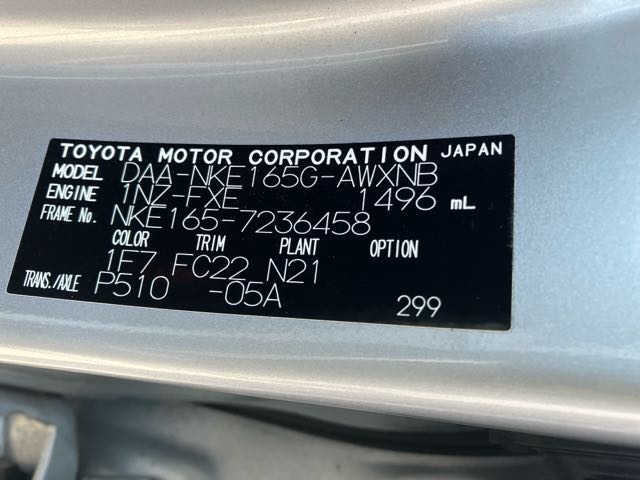 TOYOTA MOTOR CORPORATION JAPAN
MODEL DAA-NKE165G-AWXNB
ENGINE 1NZ-FXE 1496 mL
FRAME No. NKE165-7236458
COLOR TRIM PLANT OPTION
1F7 FC22 N21
TRANS./AXLE P510 -05A
299